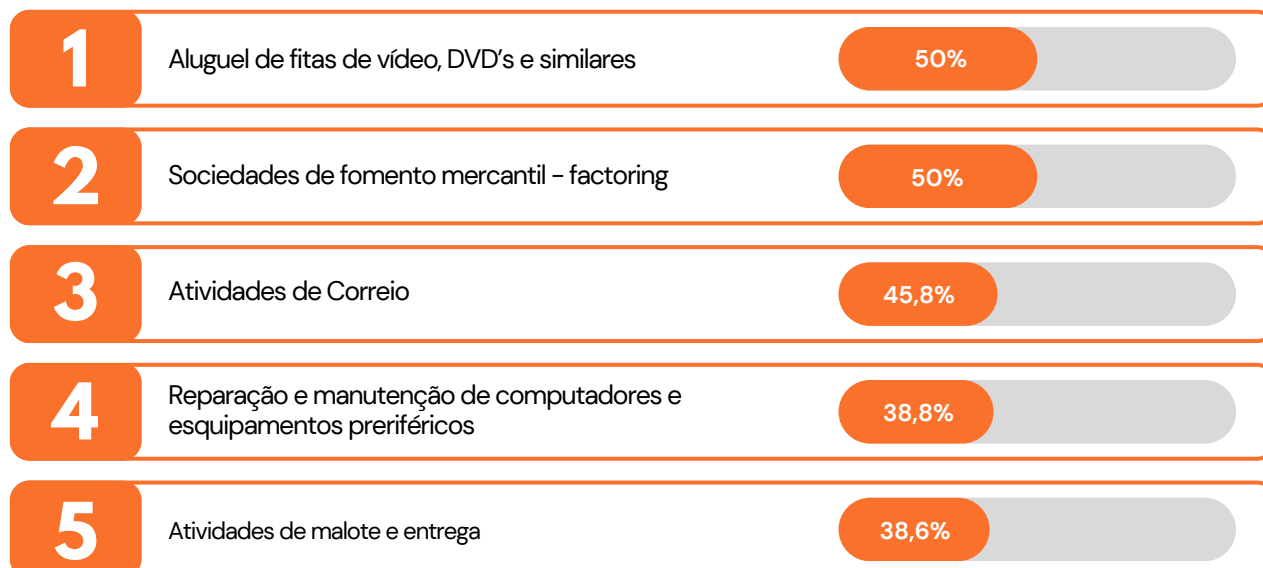 1
Aluguel de fitas de vídeo, DVD's e similares
50%
2
Sociedades de fomento mercantil - factoring
50%
3
Atividades de Correio
45,8%
4
Reparação e manutenção de computadores e
esquipamentos preriféricos
38,8%
5
Atividades de malote e entrega
38,6%